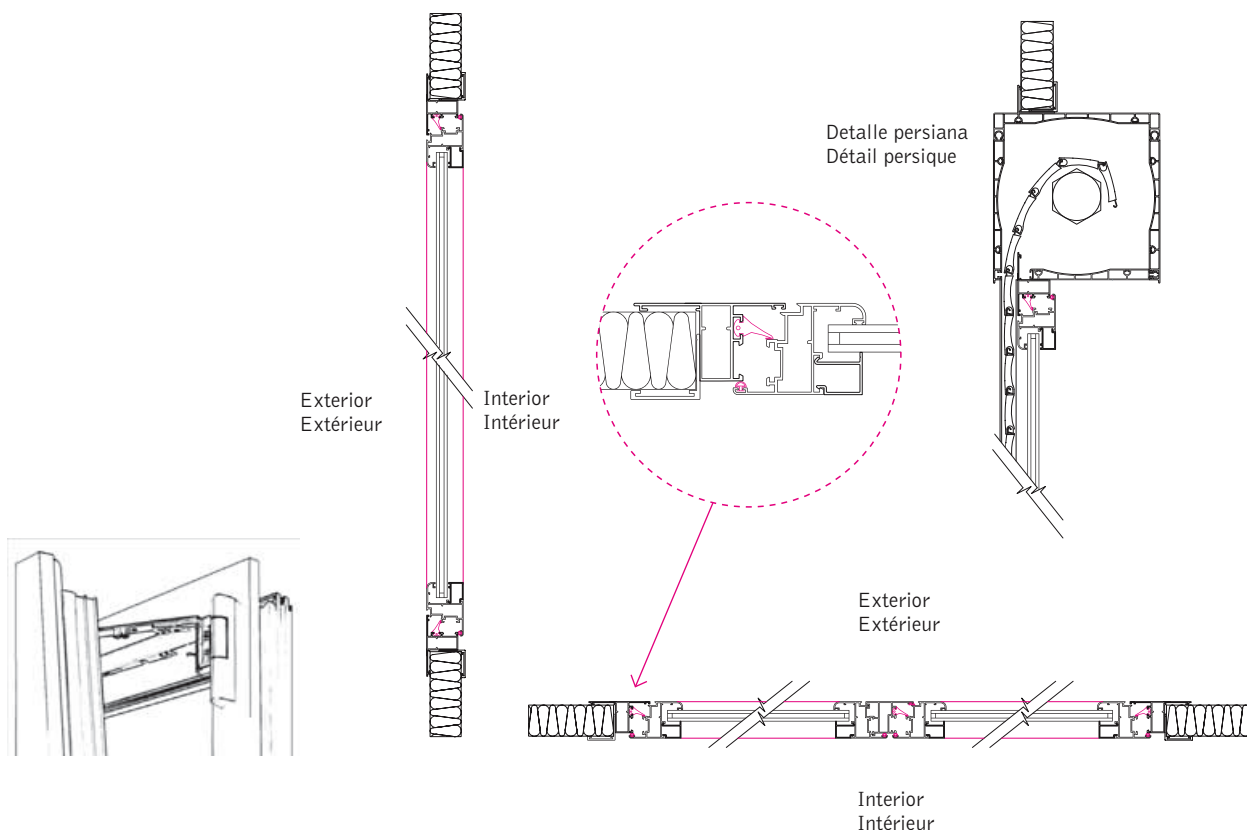 Detalle persiana
Détail persique
Exterior
Extérieur
Interior
Intérieur
Exterior
Extérieur
Interior
Intérieur